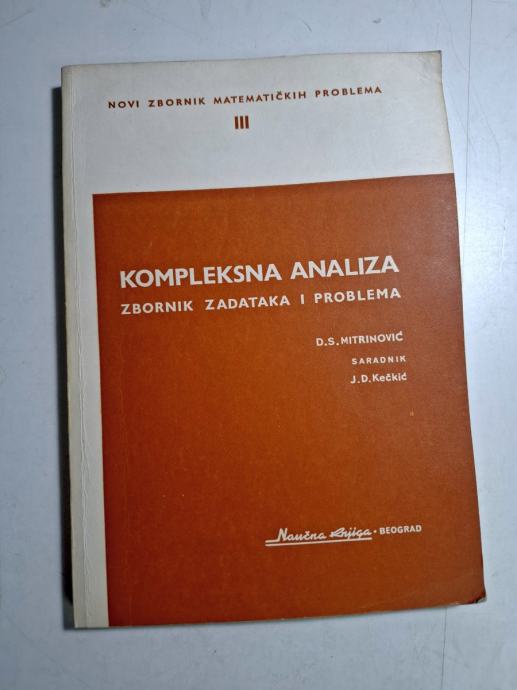 NOVI ZBORNIK MATEMATIČKIH PROBLEMA
III
KOMPLEKSNA ANALIZA
ZBORNIK ZADATAKA I PROBLEMA
D.S.MITRINOVIĆ
SARADNIK
J.D.Kečkić
Naučna knjiga • BEOGRAD